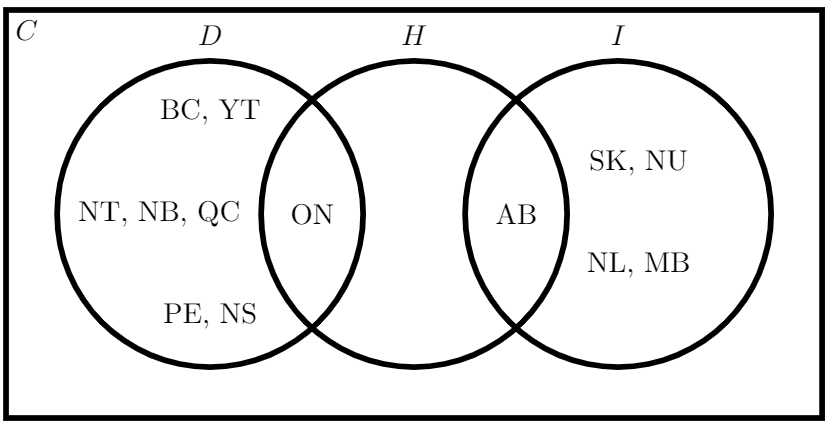 C
D H I
BC, YT
SK, NU
NT, NB, QC ON AB
NL, MB
PE, NS